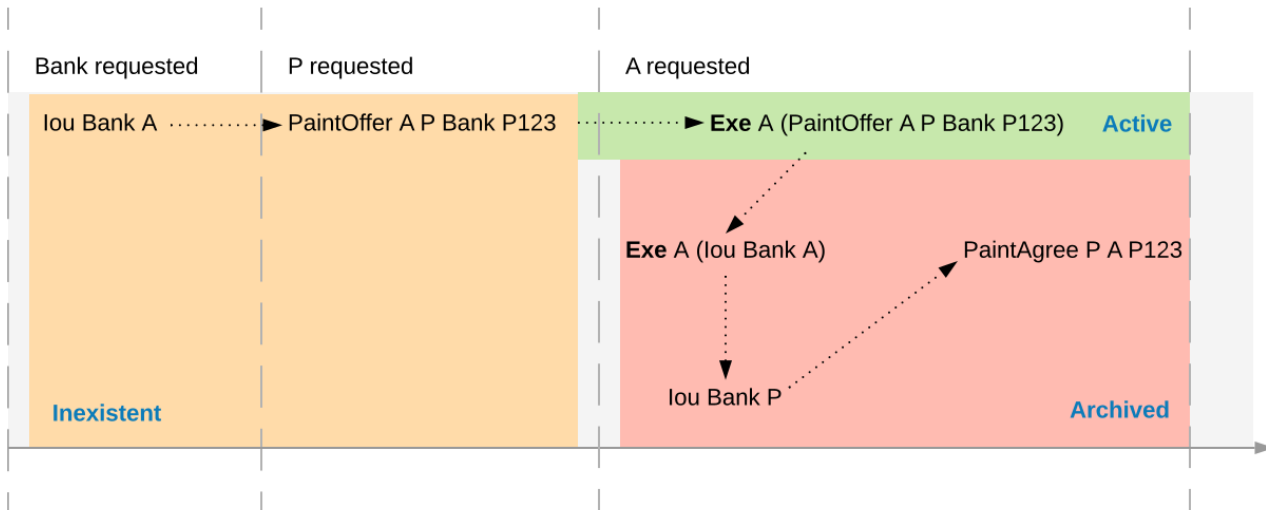 Bank requested
P requested
A requested
Iou Bank A
PaintOffer A P Bank P123
Exe A (PaintOffer A P Bank P123)
Active
Exe A (Iou Bank A)
PaintAgree P A P123
Iou Bank P
Inexistent
Archived